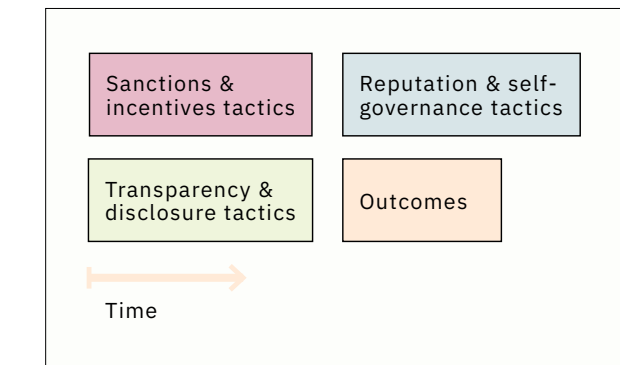 Sanctions &
incentives tactics
Reputation & self-
governance tactics
Transparency &
disclosure tactics
Outcomes
Time